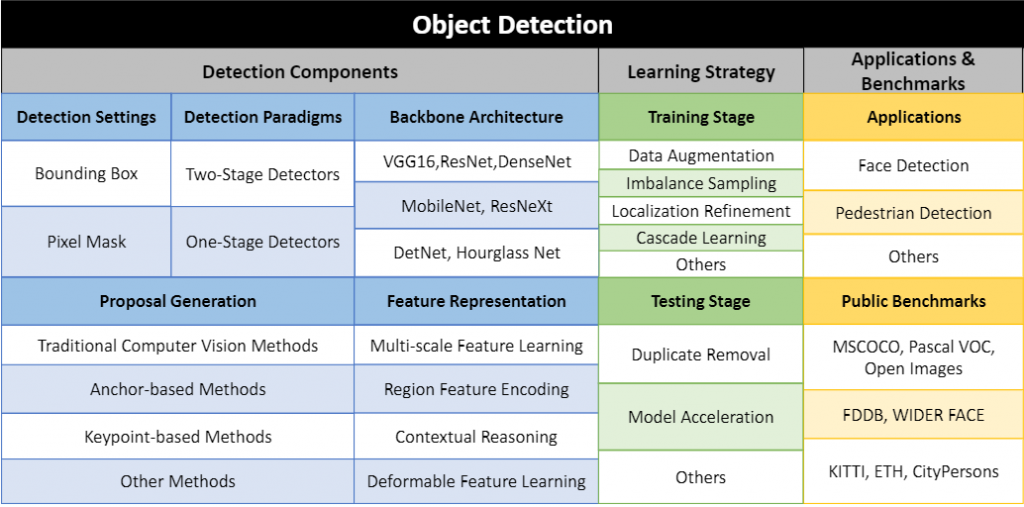 Object Detection
Detection Components
Learning Strategy
Applications &
Benchmarks
Detection Settings
Detection Paradigms
Backbone Architecture
Training Stage
Applications
Bounding Box
Pixel Mask
Two-Stage Detectors
One-Stage Detectors
VGG16,ResNet,DenseNet
MobileNet, ResNeXt
DetNet, Hourglass Net
Data Augmentation
Imbalance Sampling
Localization Refinement
Cascade Learning
Others
Face Detection
Pedestrian Detection
Others
Proposal Generation
Feature Representation
Testing Stage
Public Benchmarks
Traditional Computer Vision Methods
Anchor-based Methods
Keypoint-based Methods
Other Methods
Multi-scale Feature Learning
Region Feature Encoding
Contextual Reasoning
Deformable Feature Learning
Duplicate Removal
Model Acceleration
Others
MSCOCO, Pascal VOC,
Open Images
FDDB, WIDER FACE
KITTI, ETH, CityPersons